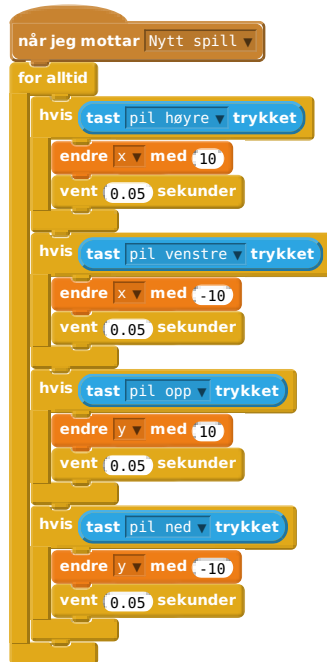 når jeg mottar Nytt spill
for alltid
hvis tast pil høyre trykket
endre x med 10
vent 0.05 sekunder
hvis tast pil venstre trykket
endre x med -10
vent 0.05 sekunder
hvis tast pil opp trykket
endre y med 10
vent 0.05 sekunder
hvis tast pil ned trykket
endre y med -10
vent 0.05 sekunder